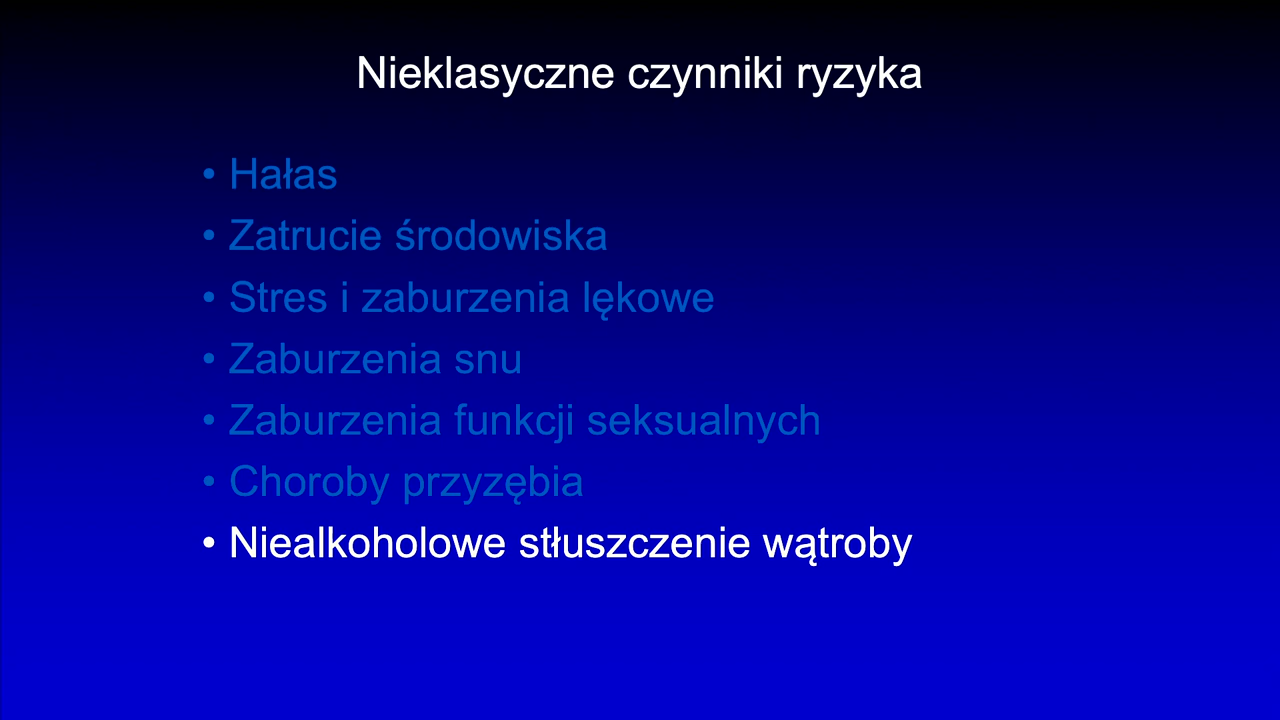 Nieklasyczne czynniki ryzyka
• Hałas
• Zatrucie środowiska
• Stres i zaburzenia lękowe
• Zaburzenia snu
• Zaburzenia funkcji seksualnych
• Choroby przyzębia
• Niealkoholowe stłuszczenie wątroby